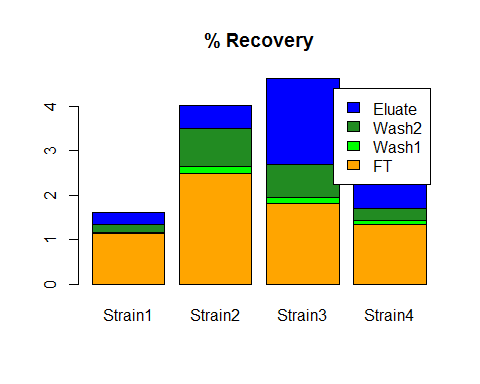 % Recovery
4
3
2
1
0
Eluate
Wash2
Wash1
FT
Strain1 Strain2 Strain3 Strain4